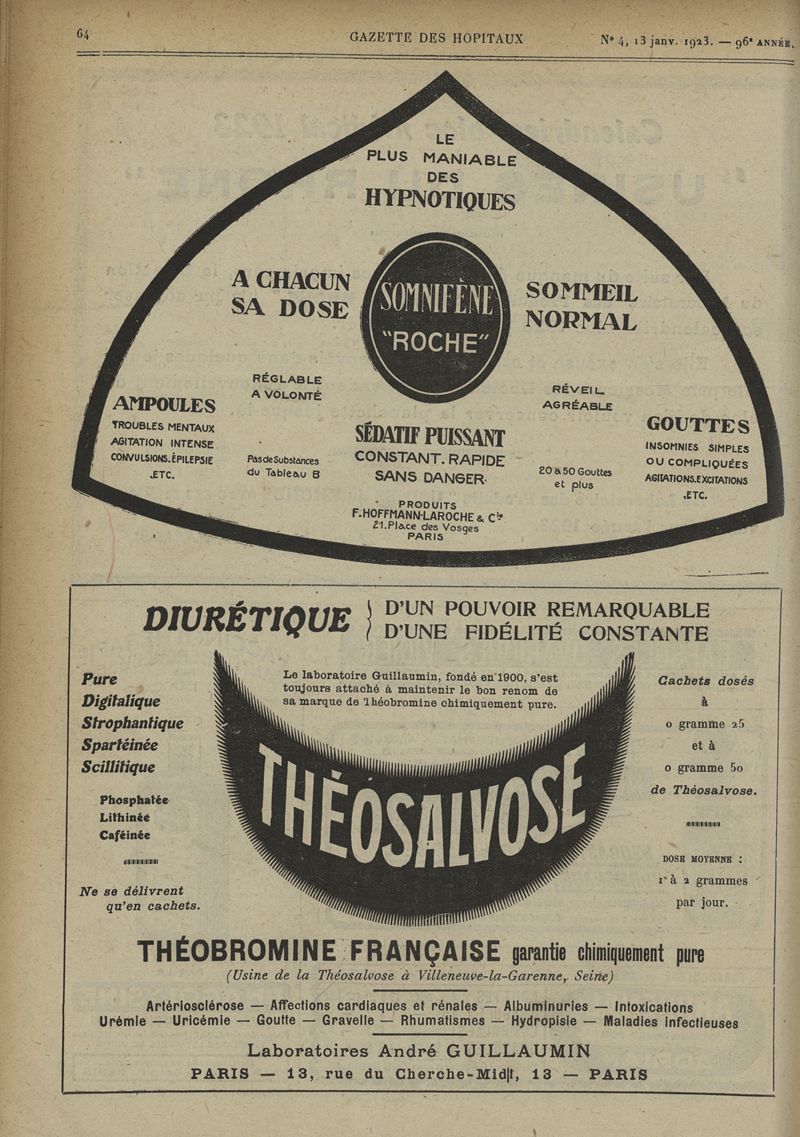 64
GAZETTE DES HOPITAUX
N° 4, 13 janv. 1923. — 96e ANNÉE.
LE
PLUS MANIABLE
DES
HYPNOTIQUES
A CHACUN
SA DOSE
SOMNIFÈNE
"ROCHE"
SOMMEIL
NORMAL
RÉGLABLE
A VOLONTÉ
RÉVEIL
AGRÉABLE
AMPOULES
TROUBLES MENTAUX
AGITATION INTENSE
CONVULSIONS.ÉPILEPSIE
.ETC.
Pas de Substances
du Tableau B
SÉDATIF PUISSANT
CONSTANT. RAPIDE
SANS DANGER
20 à 50 Gouttes
et plus
GOUTTES
INSOMNIES SIMPLES
OU COMPLIQUÉES
AGITATIONS.EXCITATIONS
.ETC.
PRODUITS
F.HOFFMANN-LAROCHE & Cie
21.Place des Vosges
PARIS
DIURÉTIQUE
D'UN POUVOIR REMARQUABLE
D'UNE FIDÉLITÉ CONSTANTE
Le laboratoire Guillaumin, fondé en 1900, s'est
toujours attaché à maintenir le bon renom de
sa marque de Théobromine chimiquement pure.
Pure
Digitalique
Strophantique
Spartéinée
Scillitique
Phosphatée
Lithinée
Caféinée
Ne se délivrent
qu'en cachets.
THÉOSALVOSE
Cachets dosés
à
0 gramme 25
et à
0 gramme 50
de Théosalvose.
DOSE MOYENNE :
1 à 2 grammes
par jour.
THÉOBROMINE FRANÇAISE garantie chimiquement pure
(Usine de la Théosalvose à Villeneuve-la-Garenne, Seine)
Artériosclérose — Affections cardiaques et rénales — Albuminuries — Intoxications
Urémie — Uricémie — Goutte — Gravelle — Rhumatismes — Hydropisie — Maladies infectieuses
Laboratoires André GUILLAUMIN
PARIS — 13, rue du Cherche-Midi, 13 — PARIS